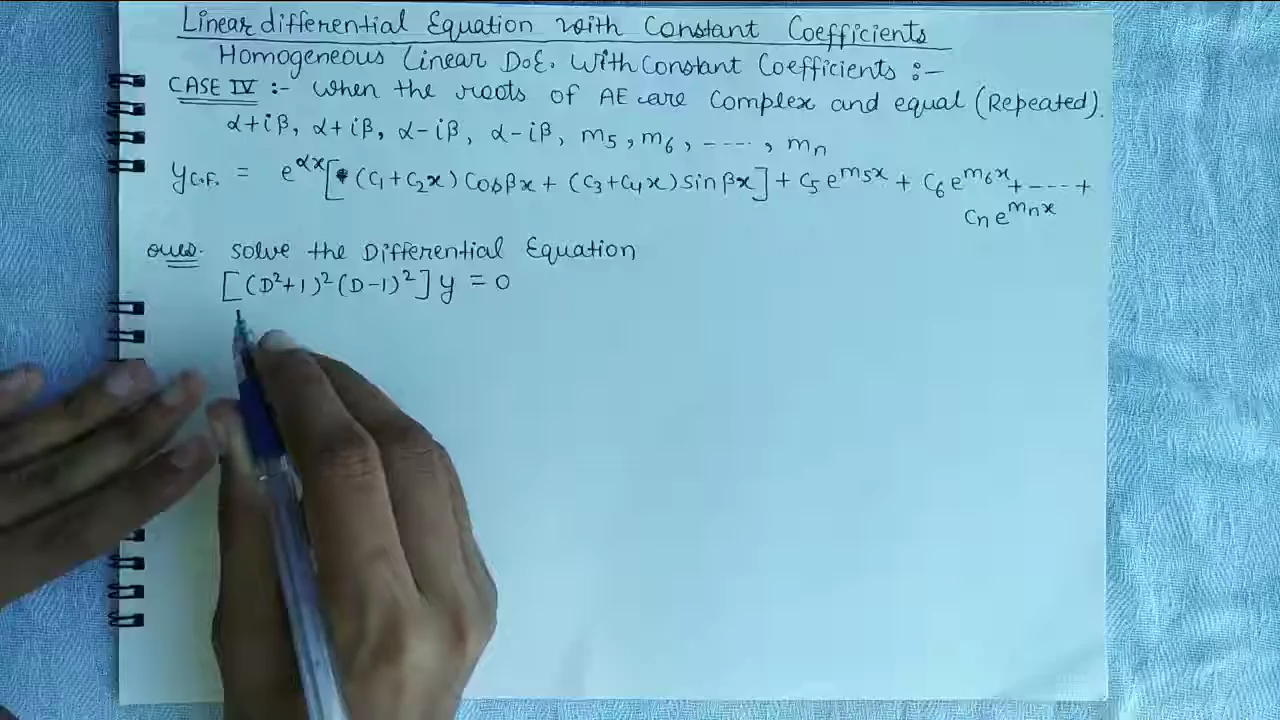 Linear differential Equation with Constant Coefficients
Homogeneous Linear D.E. with Constant Coefficients :-
CASE IV :- when the roots of AE are Complex and equal (Repeated).
α+iβ, α+iβ, α-iβ, α-iβ, m₅, m₆, ----, mₙ
y_C.F. = e^αx[(C₁+C₂x) Cosβx + (C₃+C₄x) Sinβx] + C₅e^m₅x + C₆e^m₆x + ---- +
Cₙe^mₙx
Ques. Solve the Differential Equation
[(D²+1)²(D-1)²]y = 0